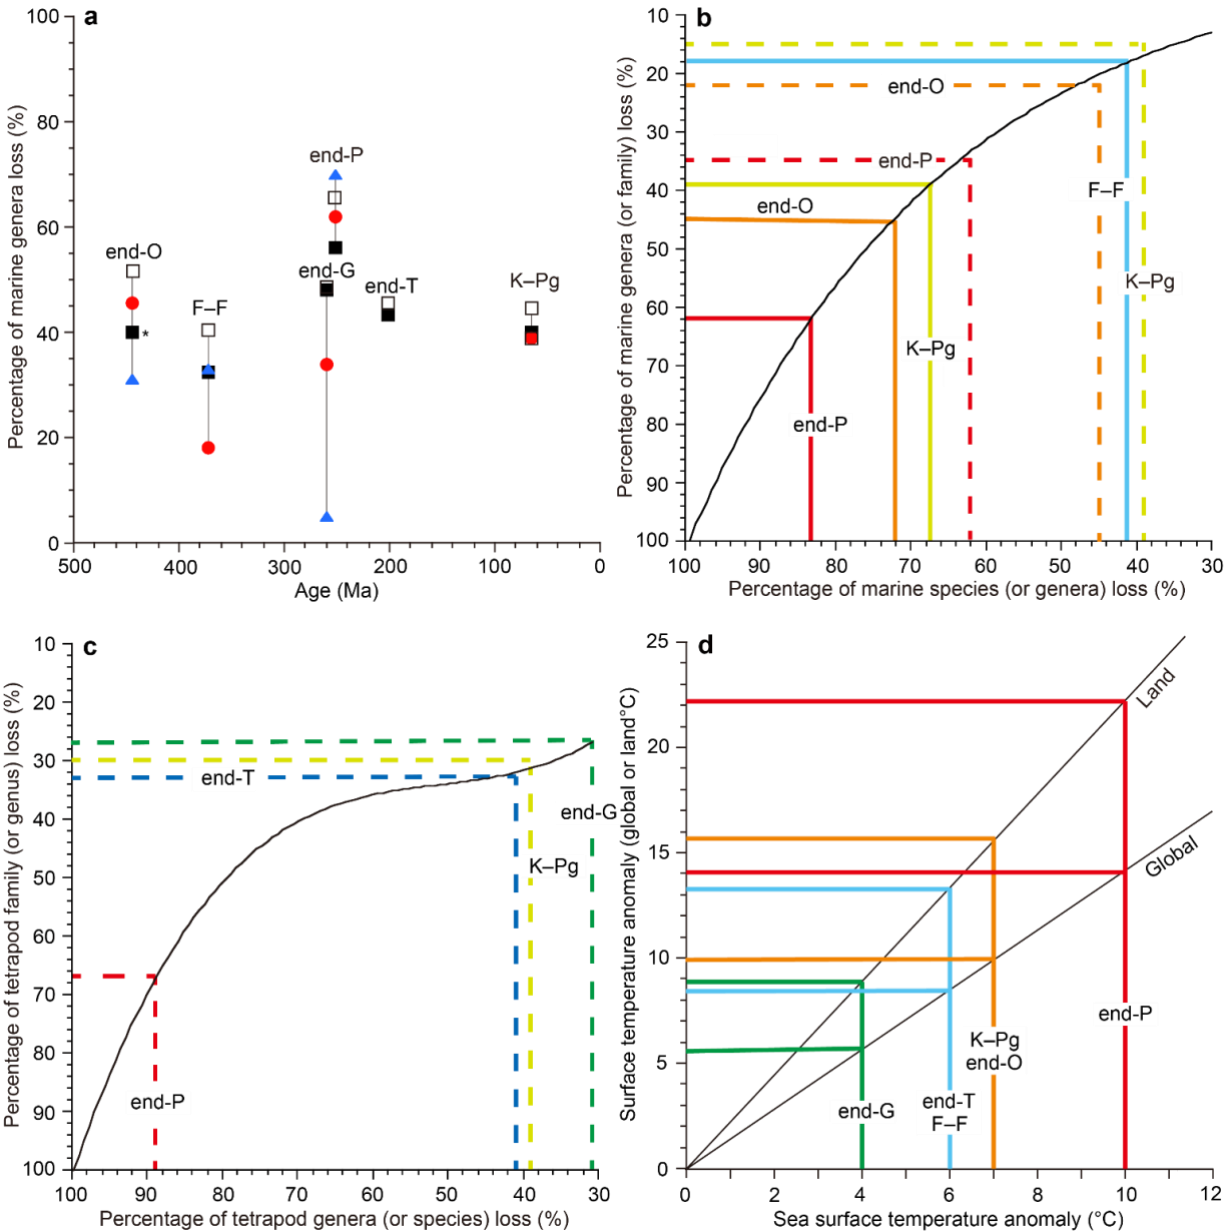 a
Percentage of marine genera loss (%)
100
80
60
40
20
0
end-O
F–F
end-P
end-G
end-T
K–Pg
*
500
400
300
200
100
0
Age (Ma)
b
Percentage of marine genera (or family) loss (%)
10
20
30
40
50
60
70
80
90
100
end-O
end-P
end-O
F–F
K–Pg
K–Pg
end-P
100
90
80
70
60
50
40
30
Percentage of marine species (or genera) loss (%)
c
Percentage of tetrapod family (or genus) loss (%)
10
20
30
40
50
60
70
80
90
100
end-T
end-G
K–Pg
end-P
100
90
80
70
60
50
40
30
Percentage of tetrapod genera (or species) loss (%)
d
Surface temperature anomaly (global or land°C)
25
20
15
10
5
0
Land
Global
end-P
K–Pg
end-O
end-G
end-T
F–F
0
2
4
6
8
10
12
Sea surface temperature anomaly (°C)